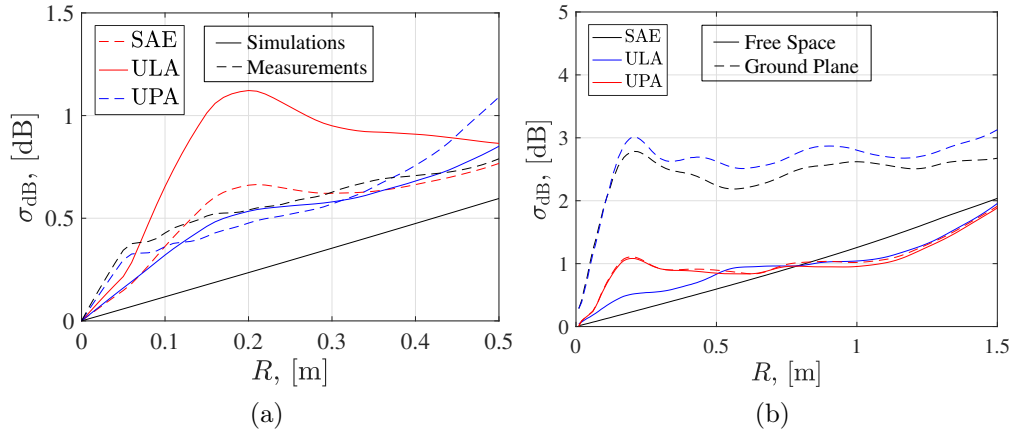 1.5
1
0.5
0
σdB, [dB]
SAE
ULA
UPA
Simulations
Measurements
0 0.1 0.2 0.3 0.4 0.5
R, [m]
(a)
5
4
3
2
1
0
σdB, [dB]
SAE
ULA
UPA
Free Space
Ground Plane
0 0.5 1 1.5
R, [m]
(b)